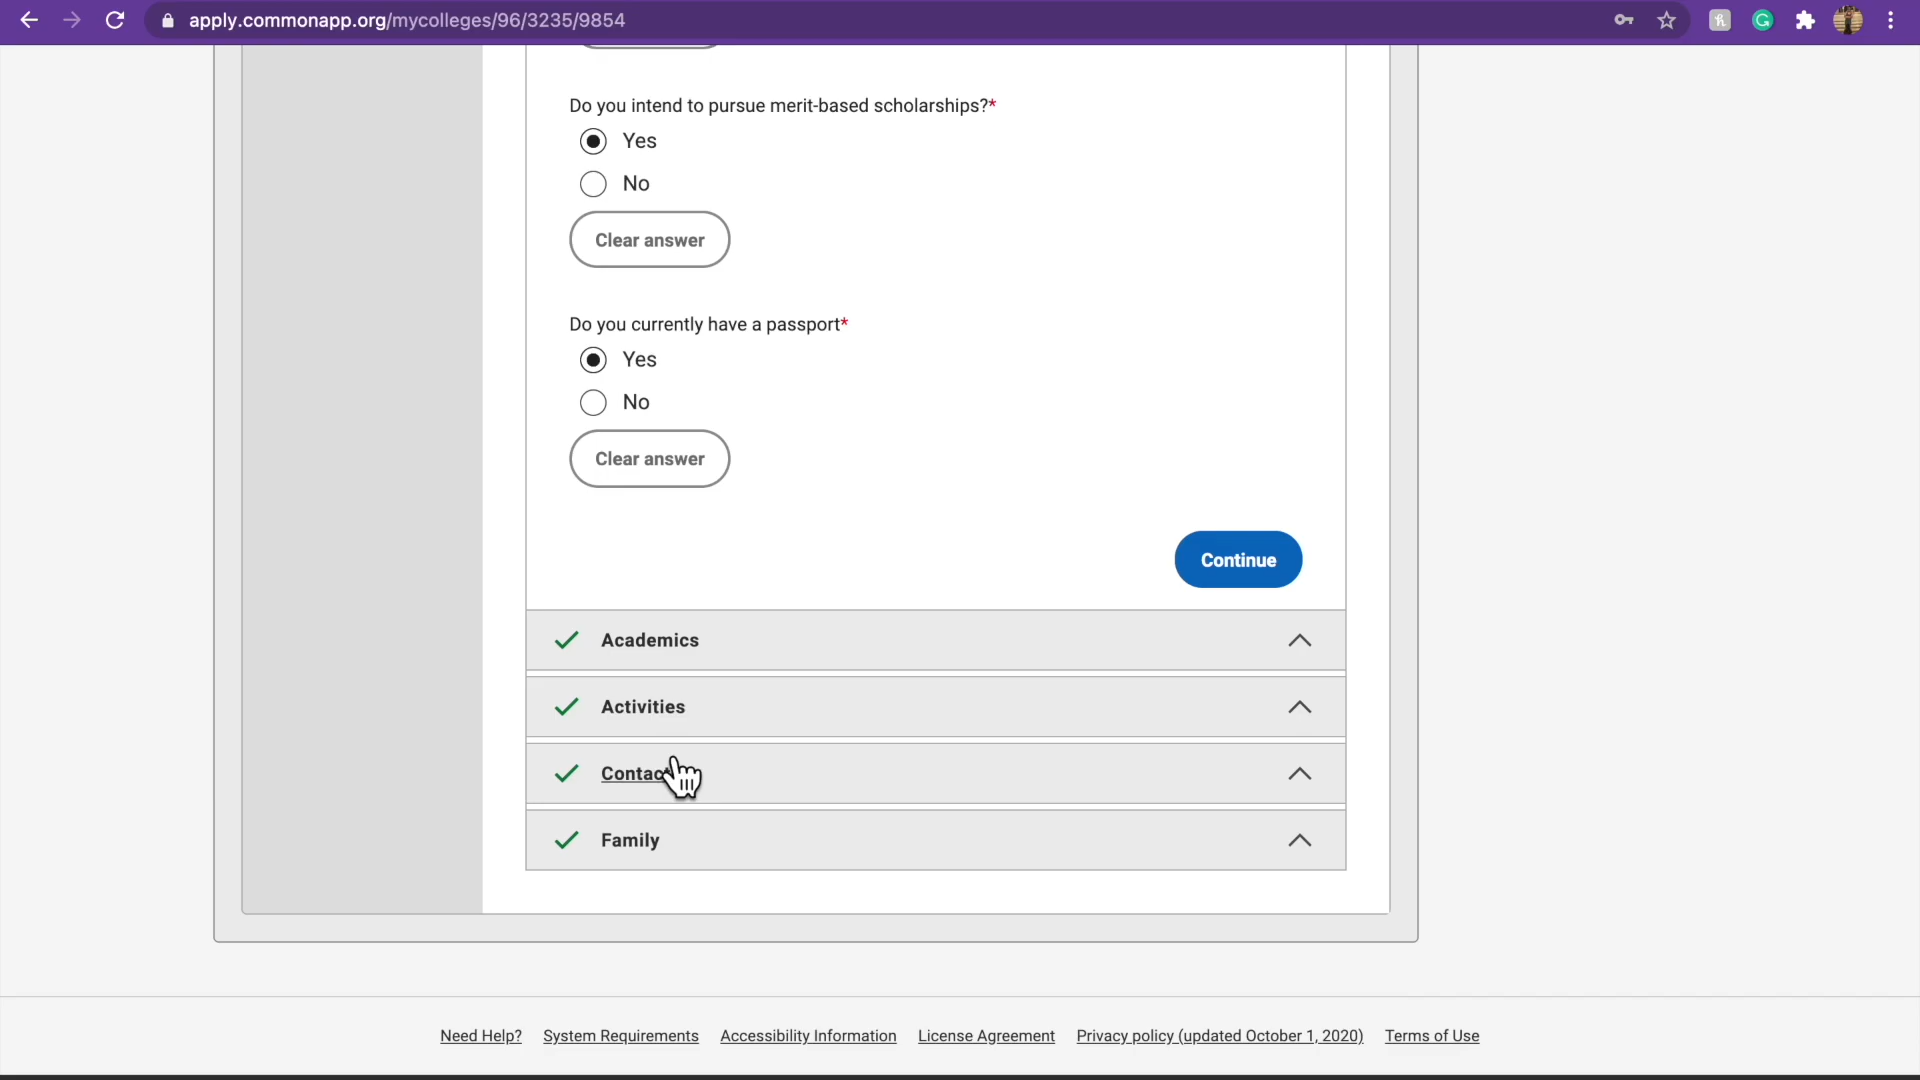 apply.commonapp.org/mycolleges/96/3235/9854
Do you intend to pursue merit-based scholarships?*
Yes
No
Clear answer
Do you currently have a passport*
Yes
No
Clear answer
Continue
Academics
Activities
Contac
Family
Need Help? System Requirements Accessibility Information License Agreement Privacy policy (updated October 1, 2020) Terms of Use